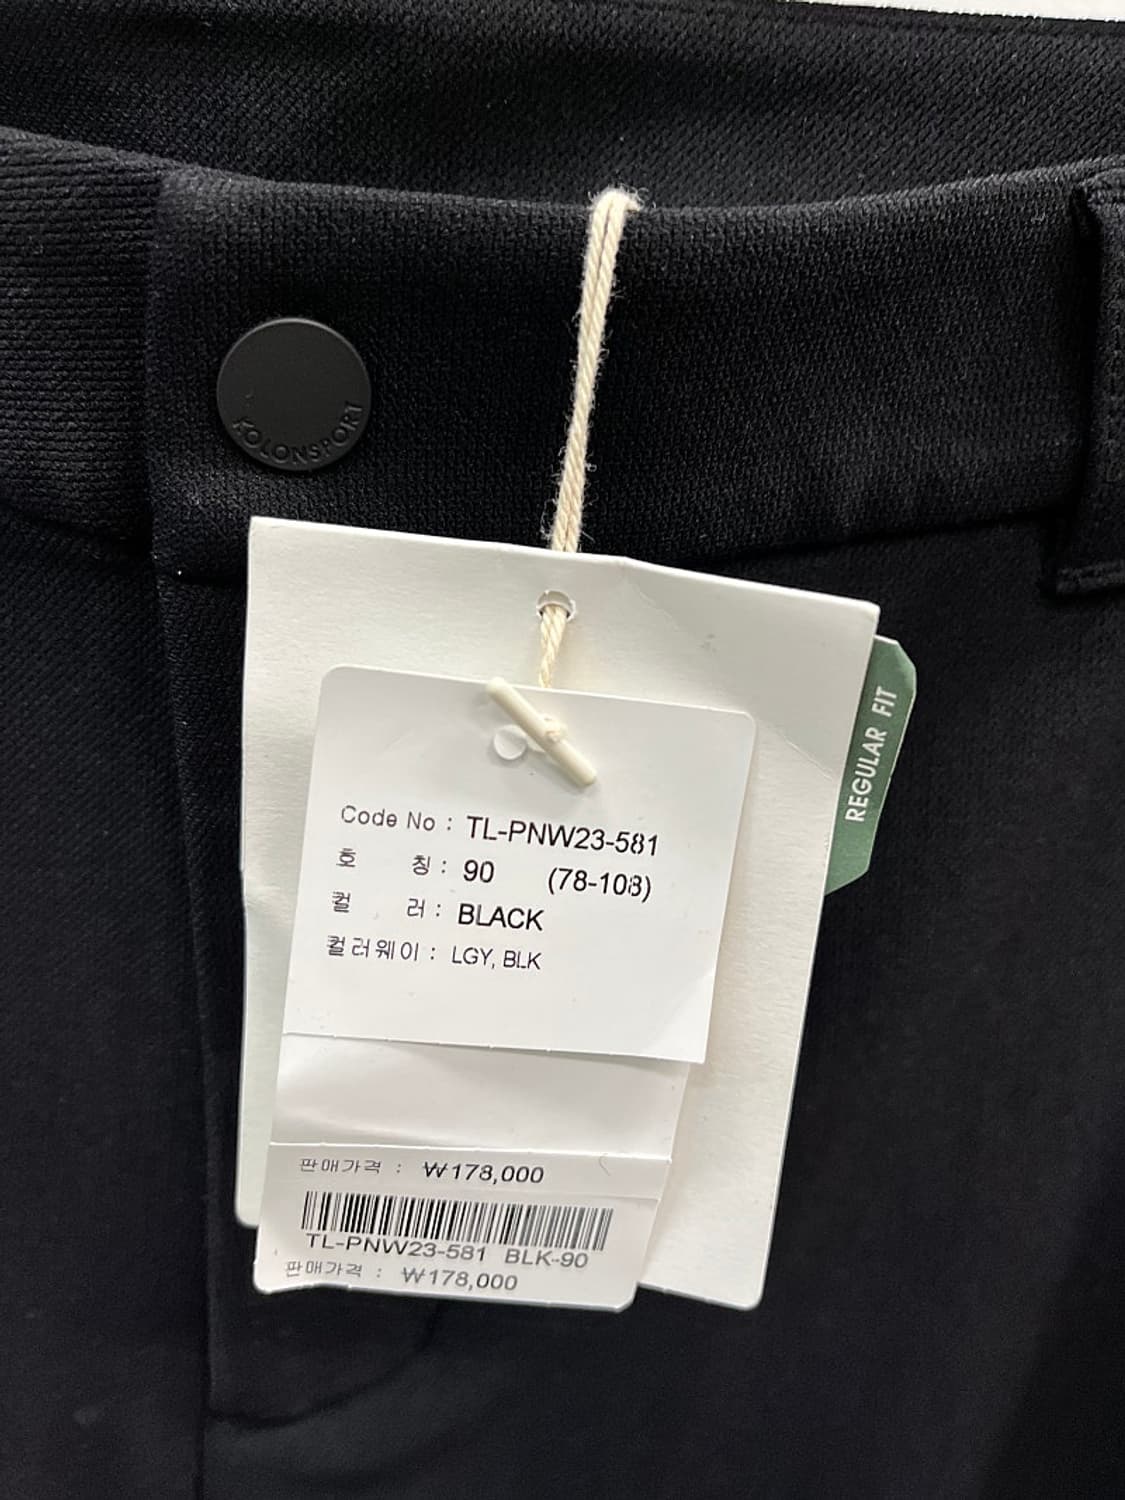 KOLONSPORT
REGULAR FIT
Code No : TL-PNW23-581
호 칭 : 90 (78-108)
컬 러 : BLACK
컬러웨이 : LGY, BLK
판매가격 : ₩178,000
TL-PNW23-581 BLK-90
판매가격 : ₩178,000